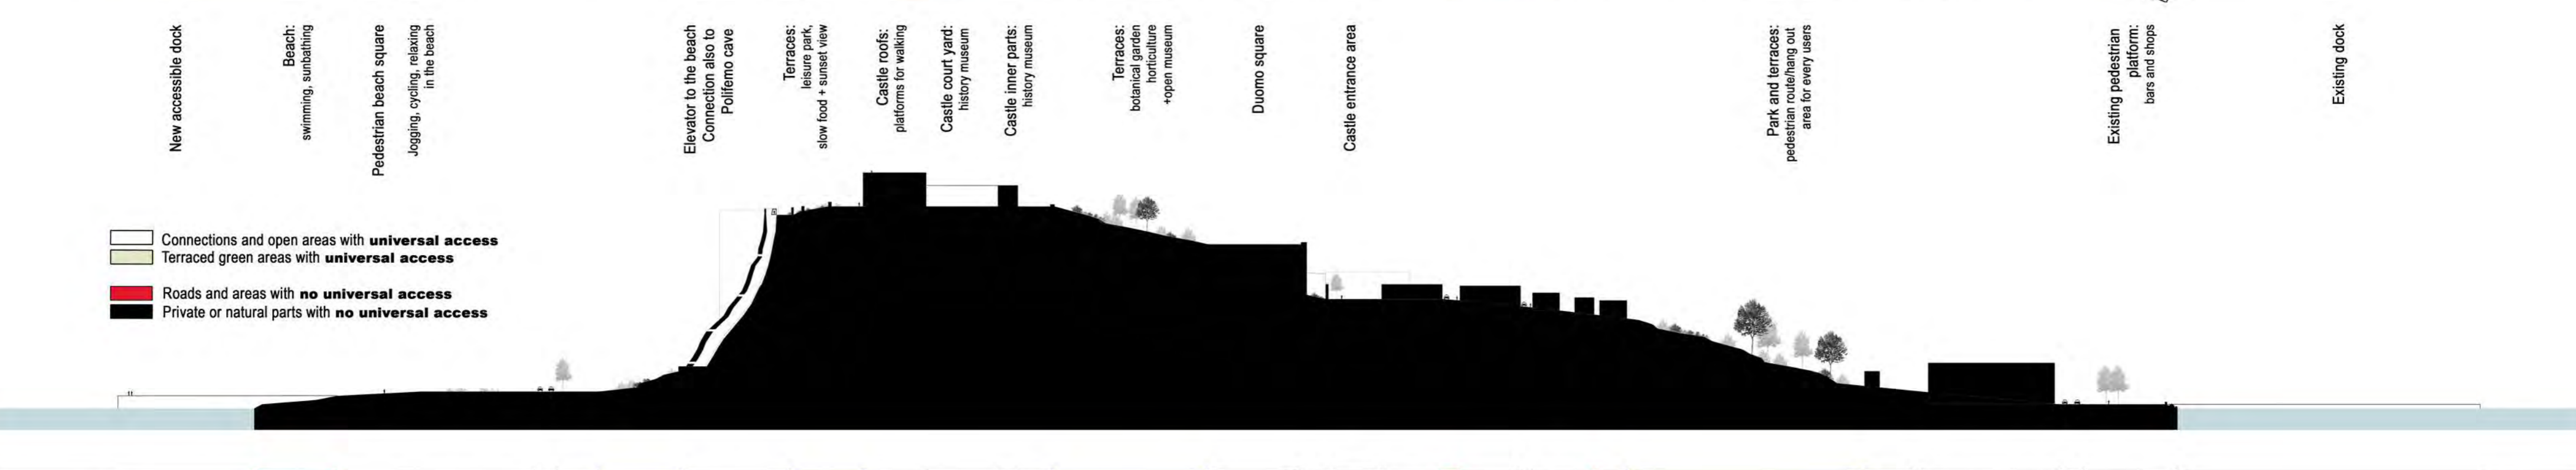 New accessible dock
Beach:
swimming, sunbathing
Pedestrian beach square
Jogging, cycling, relaxing
in the beach
Elevator to the beach
Connection also to
Polifemo cave
Terraces:
leisure park,
slow food + sunset view
Castle roofs:
platforms for walking
Castle court yard:
history museum
Castle inner parts:
history museum
Terraces:
botanical garden
horticulture
+open museum
Duomo square
Castle entrance area
Park and terraces:
pedestrian route/hang out
area for every users
Existing pedestrian
platform:
bars and shops
Existing dock
Connections and open areas with universal access
Terraced green areas with universal access
Roads and areas with no universal access
Private or natural parts with no universal access